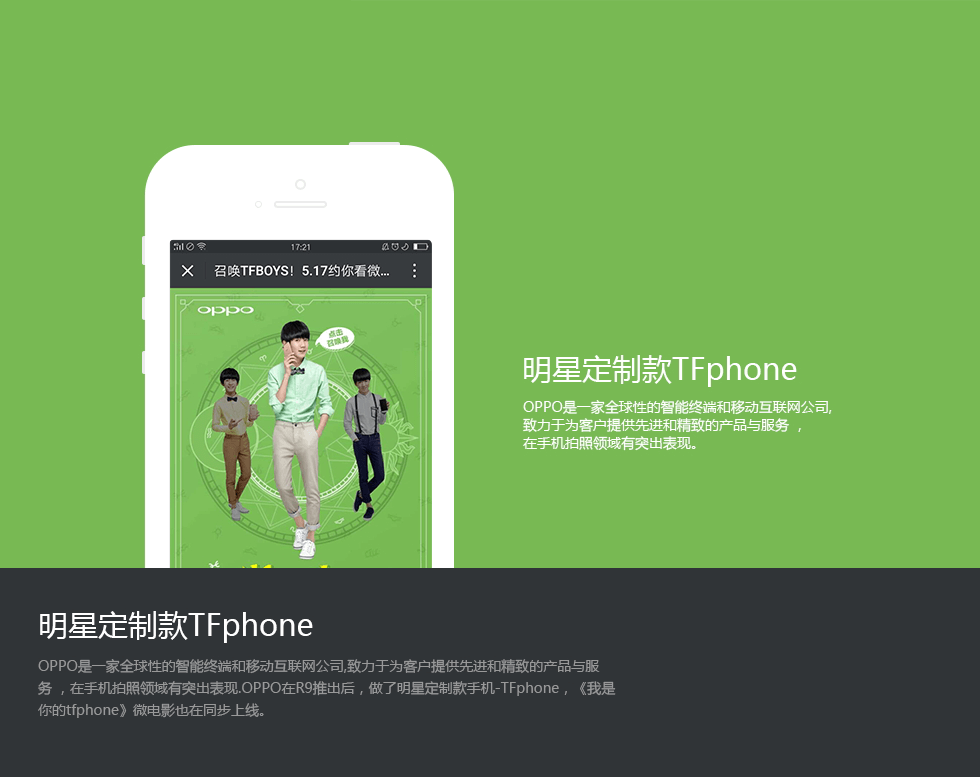 17:21
召唤TFBOYS！5.17约你看微...
oppo
点击
召唤我
明星定制款TFphone
OPPO是一家全球性的智能终端和移动互联网公司,
致力于为客户提供先进和精致的产品与服务 ，
在手机拍照领域有突出表现。
明星定制款TFphone
OPPO是一家全球性的智能终端和移动互联网公司,致力于为客户提供先进和精致的产品与服
务 ，在手机拍照领域有突出表现.OPPO在R9推出后，做了明星定制款手机-TFphone，《我是
你的tfphone》微电影也在同步上线。